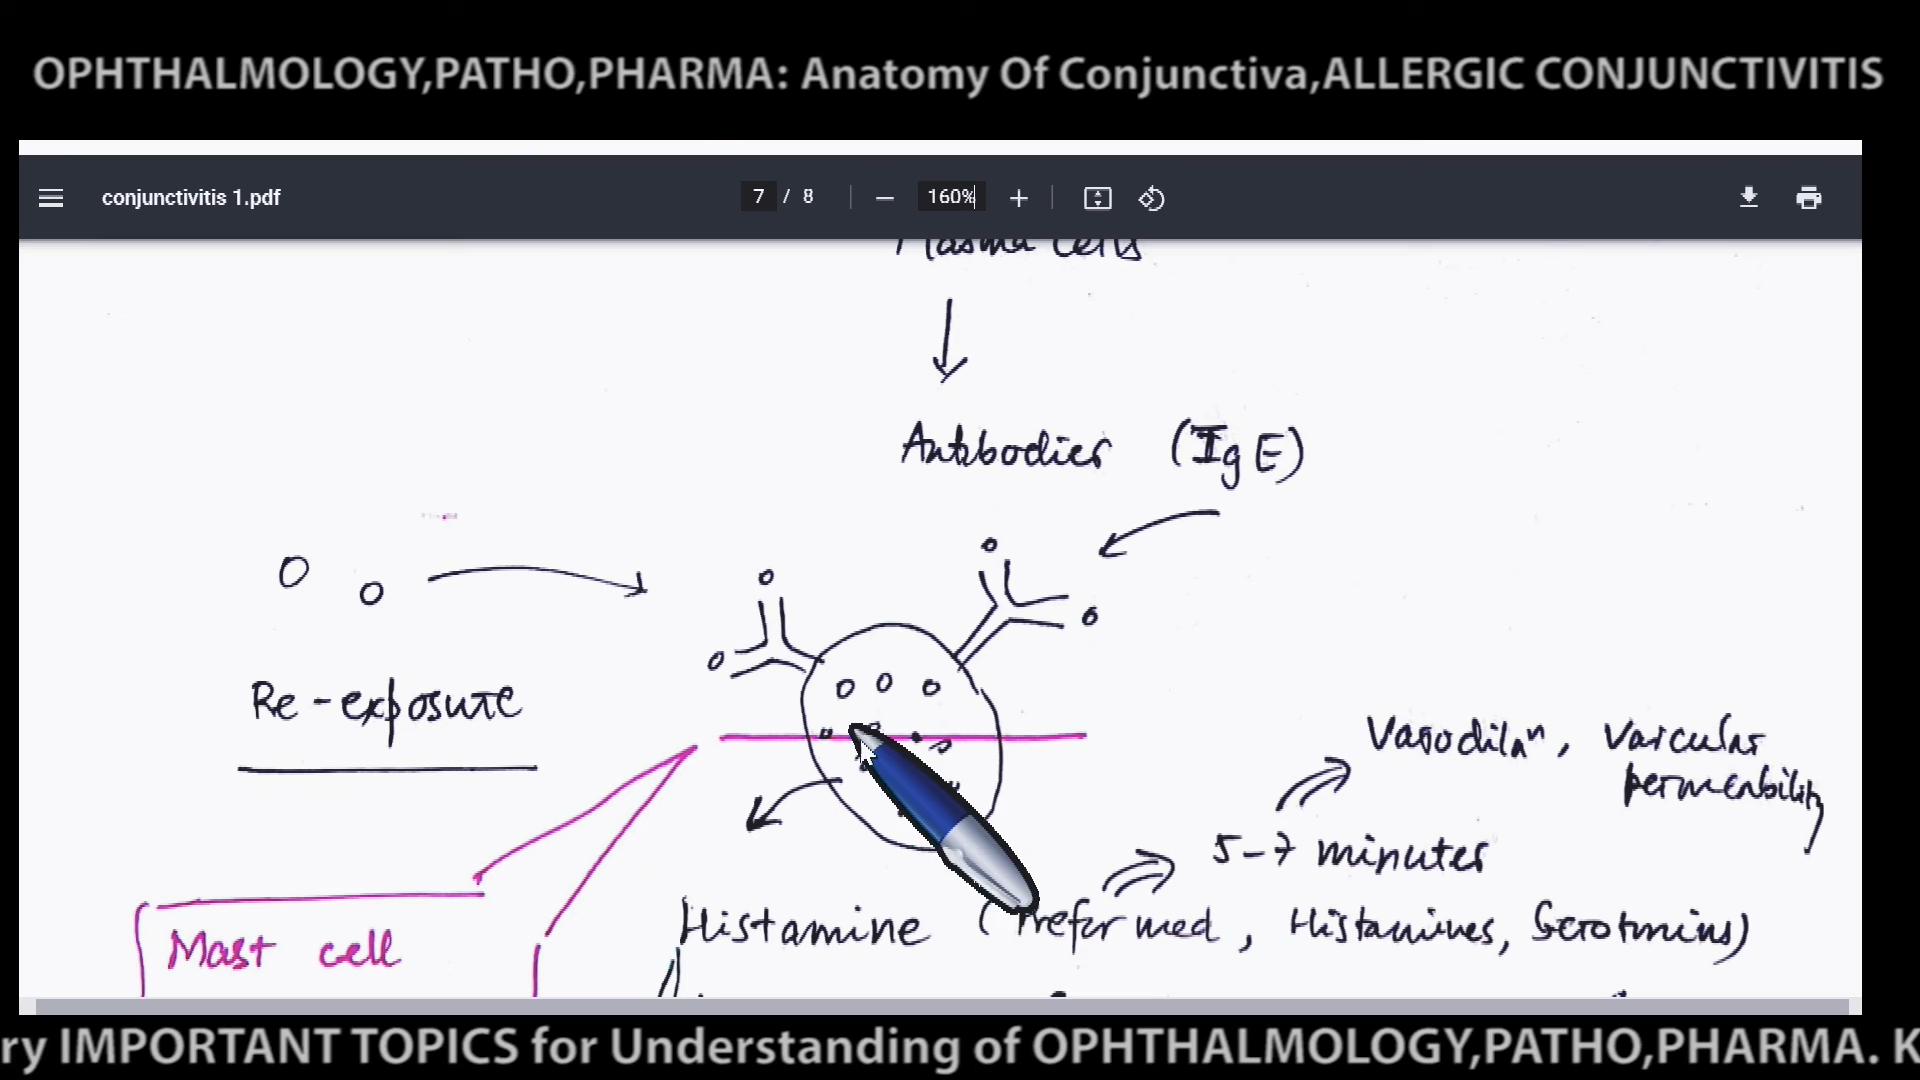 OPHTHALMOLOGY,PATHO,PHARMA: Anatomy Of Conjunctiva,ALLERGIC CONJUNCTIVITIS
conjunctivitis 1.pdf
7 / 8
160%
Plasma cells
Antibodies (IgE)
Re-exposure
Vasodilaⁿ, Vascular
permeability
5-7 minutes
Mast cell
Histamine (Preformed, Histamines, Serotonins)
ry IMPORTANT TOPICS for Understanding of OPHTHALMOLOGY,PATHO,PHARMA. K